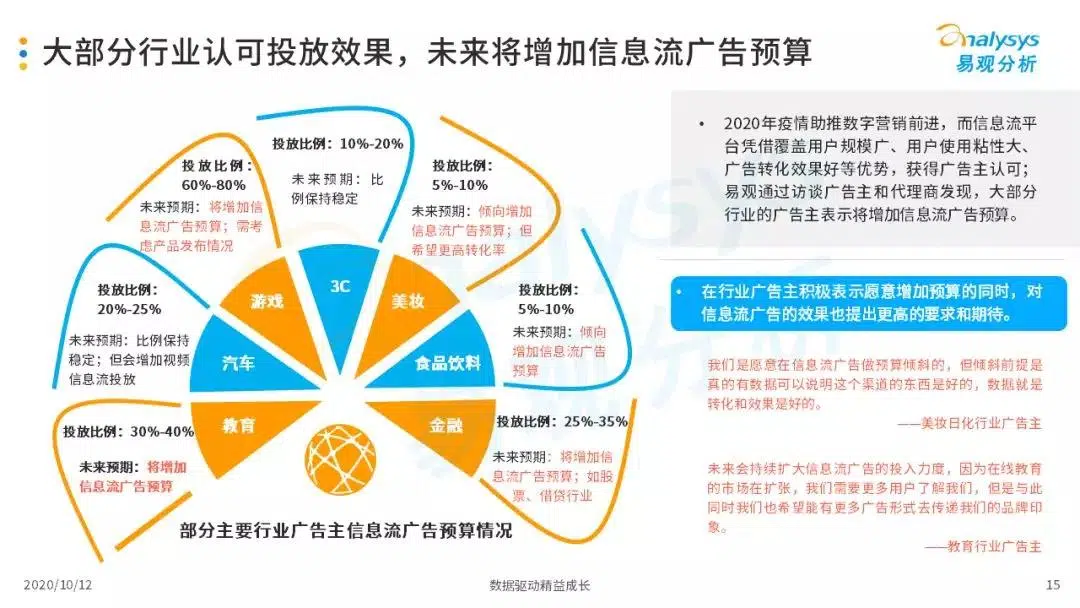 大部分行业认可投放效果，未来将增加信息流广告预算
analysys
易观分析
投放比例：10%-20%
未来预期：比
例保持稳定
投放比例：
60%-80%
未来预期：将增加信
息流广告预算；需考
虑产品发布情况
投放比例：
5%-10%
未来预期：倾向增加
信息流广告预算；但
希望更高转化率
投放比例：
20%-25%
未来预期：比例保持
稳定；但会增加视频
信息流投放
投放比例：
5%-10%
未来预期：倾向
增加信息流广告
预算
投放比例：30%-40%
未来预期：将增加
信息流广告预算
投放比例：25%-35%
未来预期：将增加信
息流广告预算；如股
票、借贷行业
教育
汽车
游戏
3C
美妆
食品饮料
金融
部分主要行业广告主信息流广告预算情况
• 2020年疫情助推数字营销前进，而信息流平
台凭借覆盖用户规模广、用户使用粘性大、
广告转化效果好等优势，获得广告主认可；
易观通过访谈广告主和代理商发现，大部分
行业的广告主表示将增加信息流广告预算。
• 在行业广告主积极表示愿意增加预算的同时，对
信息流广告的效果也提出更高的要求和期待。
我们是愿意在信息流广告做预算倾斜的，但倾斜前提是
真的有数据可以说明这个渠道的东西是好的，数据就是
转化和效果是好的。
——美妆日化行业广告主
未来会持续扩大信息流广告的投入力度，因为在线教育
的市场在扩张，我们需要更多用户了解我们，但是与此
同时我们也希望能有更多广告形式去传递我们的品牌印
象。
——教育行业广告主
2020/10/12
数据驱动精益成长
15